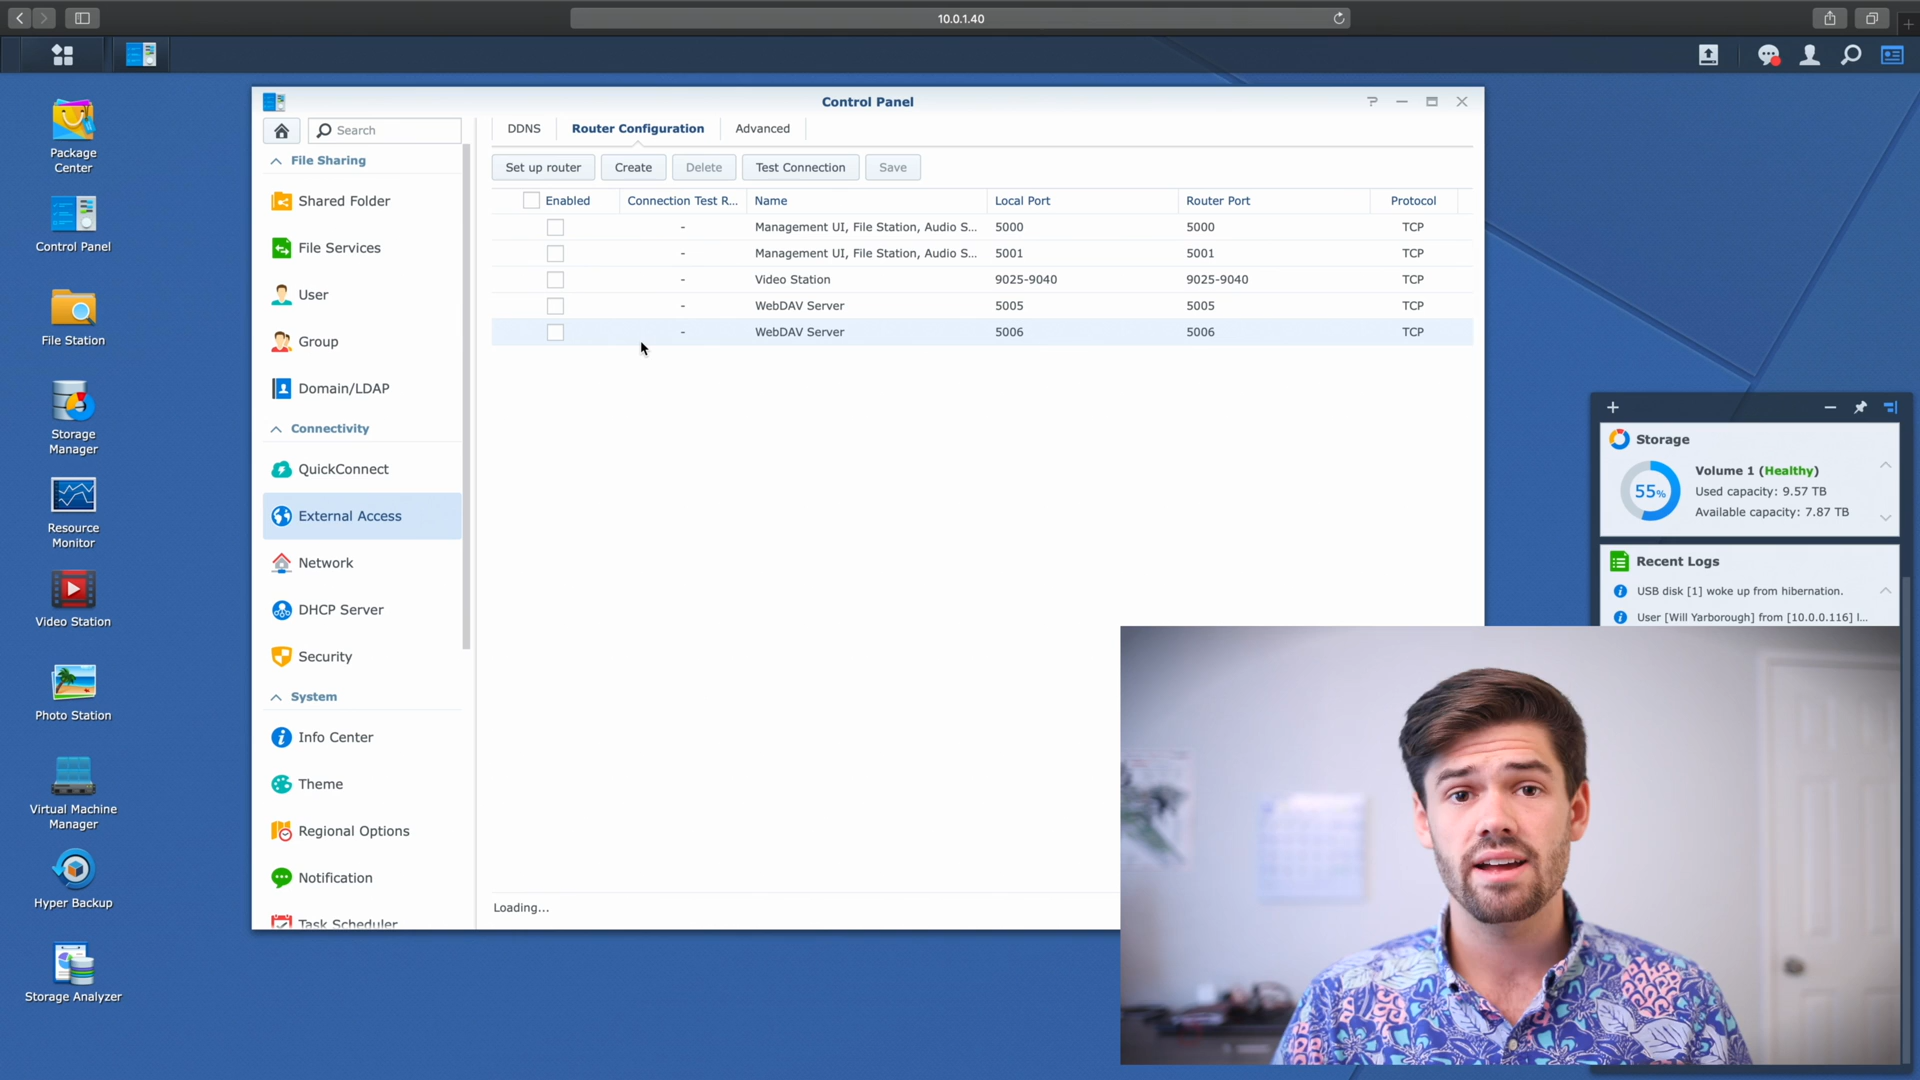 10.0.1.40
Package
Center
Control Panel
File Station
Storage
Manager
Resource
Monitor
Video Station
Photo Station
Virtual Machine
Manager
Hyper Backup
Storage Analyzer
Control Panel
Search
File Sharing
Shared Folder
File Services
User
Group
Domain/LDAP
Connectivity
QuickConnect
External Access
Network
DHCP Server
Security
System
Info Center
Theme
Regional Options
Notification
Task Scheduler
DDNS Router Configuration Advanced
Set up router Create Delete Test Connection Save
Enabled Connection Test R... Name Local Port Router Port Protocol
- Management UI, File Station, Audio S... 5000 5000 TCP
- Management UI, File Station, Audio S... 5001 5001 TCP
- Video Station 9025-9040 9025-9040 TCP
- WebDAV Server 5005 5005 TCP
- WebDAV Server 5006 5006 TCP
Loading...
Storage
55%
Volume 1 (Healthy)
Used capacity: 9.57 TB
Available capacity: 7.87 TB
Recent Logs
USB disk [1] woke up from hibernation.
User [Will Yarborough] from [10.0.0.116] l...